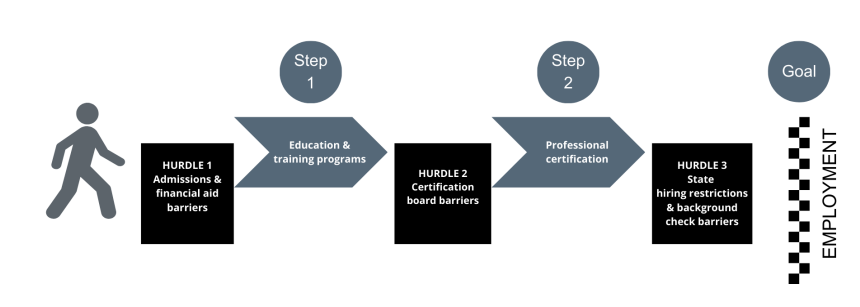 Step
1
Step
2
Goal
HURDLE 1
Admissions &
financial aid
barriers
Education &
training programs
HURDLE 2
Certification
board barriers
Professional
certification
HURDLE 3
State
hiring restrictions
& background
check barriers
EMPLOYMENT